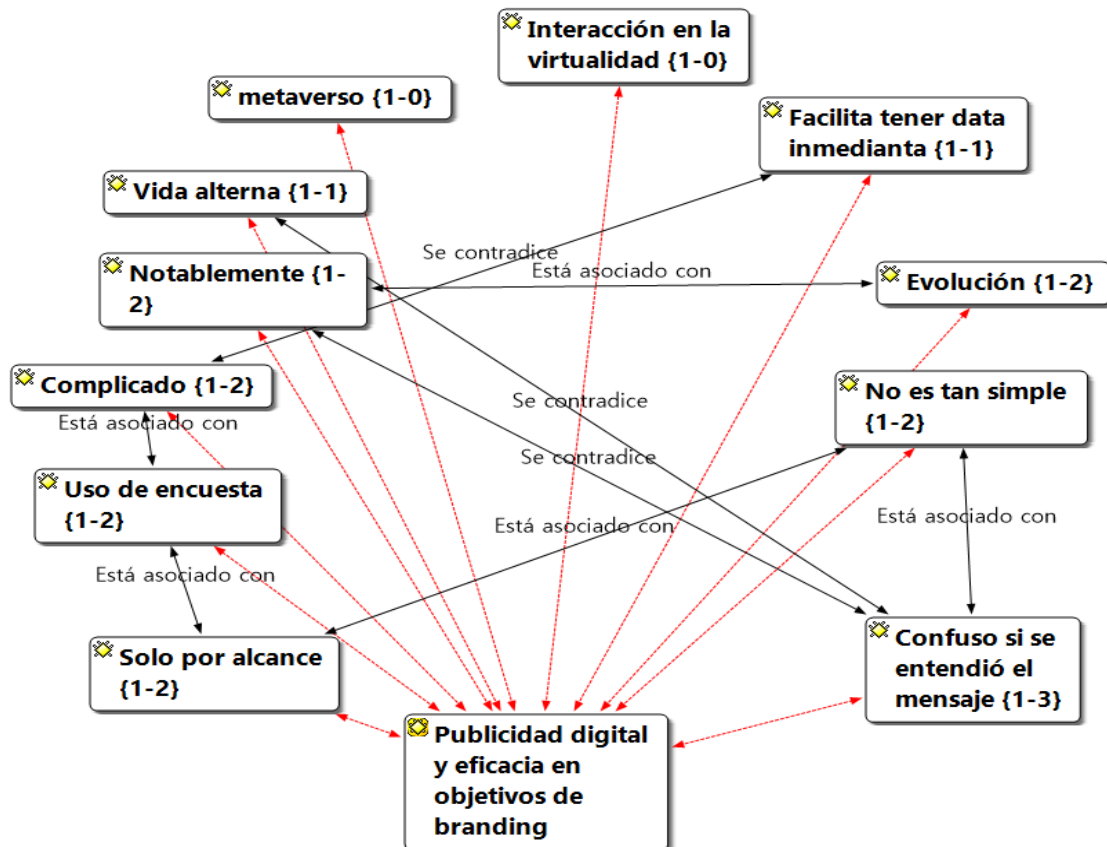 Interacción en la
virtualidad {1-0}
metaverso {1-0}
Facilita tener data
inmedianta {1-1}
Vida alterna {1-1}
Se contradice
Está asociado con
Notablemente {1-
2}
Evolución {1-2}
Complicado {1-2}
No es tan simple
{1-2}
Se contradice
Está asociado con
Se contradice
Uso de encuesta
{1-2}
Está asociado con
Está asociado con
Está asociado con
Solo por alcance
{1-2}
Confuso si se
entendió el
mensaje {1-3}
Publicidad digital
y eficacia en
objetivos de
branding